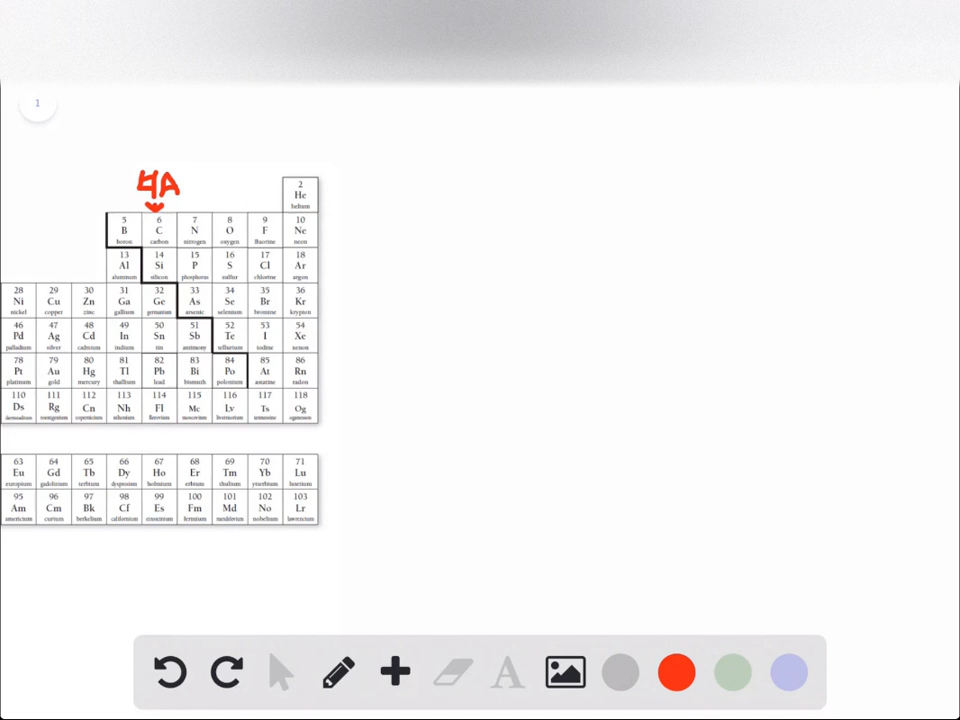 1
4A
2
He
helium
5 6 7 8 9 10
B C N O F Ne
boron carbon nitrogen oxygen fluorine neon
13 14 15 16 17 18
Al Si P S Cl Ar
aluminum silicon phosphorus sulfur chlorine argon
28 29 30 31 32 33 34 35 36
Ni Cu Zn Ga Ge As Se Br Kr
nickel copper zinc gallium germanium arsenic selenium bromine krypton
46 47 48 49 50 51 52 53 54
Pd Ag Cd In Sn Sb Te I Xe
palladium silver cadmium indium tin antimony tellurium iodine xenon
78 79 80 81 82 83 84 85 86
Pt Au Hg Tl Pb Bi Po At Rn
platinum gold mercury thallium lead bismuth polonium astatine radon
110 111 112 113 114 115 116 117 118
Ds Rg Cn Nh Fl Mc Lv Ts Og
darmstadtium roentgenium copernicium nihonium flerovium moscovium livermorium tennessine oganesson
63 64 65 66 67 68 69 70 71
Eu Gd Tb Dy Ho Er Tm Yb Lu
europium gadolinium terbium dysprosium holmium erbium thulium ytterbium lutetium
95 96 97 98 99 100 101 102 103
Am Cm Bk Cf Es Fm Md No Lr
americium curium berkelium californium einsteinium fermium mendelevium nobelium lawrencium
A